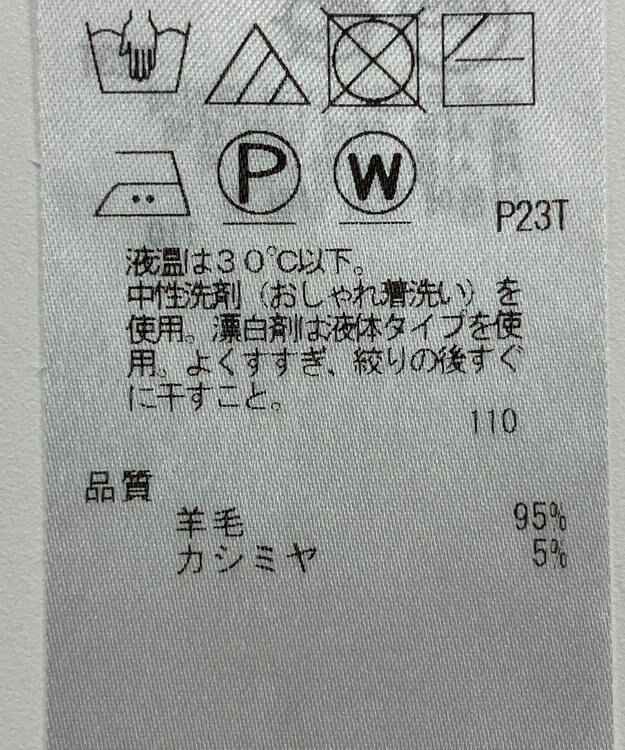 P W
P23T
液温は30℃以下。
中性洗剤（おしゃれ着洗い）を
使用。漂白剤は液体タイプを使
用。よくすすぎ、絞りの後すぐ
に干すこと。
110
品質
羊毛 95%
カシミヤ 5%